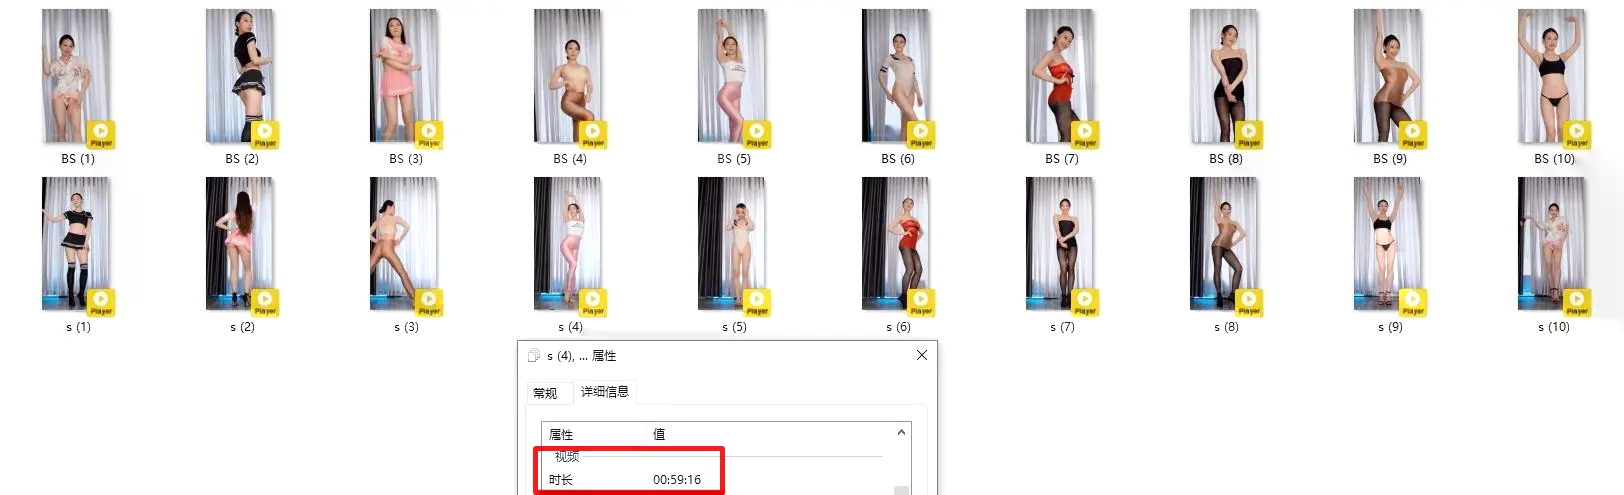 Player Player Player Player Player Player Player Player Player Player
BS (1) BS (2) BS (3) BS (4) BS (5) BS (6) BS (7) BS (8) BS (9) BS (10)
Player Player Player Player Player Player Player Player Player Player
s (1) s (2) s (3) s (4) s (5) s (6) s (7) s (8) s (9) s (10)
s (4), ... 属性
常规 详细信息
属性 值
视频
时长 00:59:16